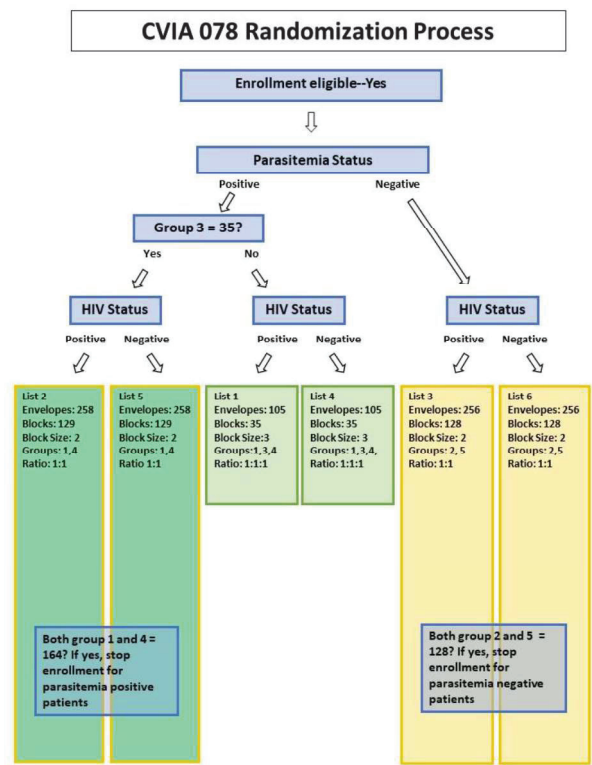 CVIA 078 Randomization Process
Enrollment eligible--Yes
Parasitemia Status
Positive
Negative
Group 3 = 35?
Yes
No
HIV Status
HIV Status
HIV Status
Positive
Negative
Positive
Negative
Positive
Negative
List 2
Envelopes: 258
Blocks: 129
Block Size: 2
Groups: 1,4
Ratio: 1:1
List 5
Envelopes: 258
Blocks: 129
Block Size: 2
Groups: 1,4
Ratio 1:1
List 1
Envelopes: 105
Blocks: 35
Block Size:3
Groups:1,3,4
Ratio: 1:1:1
List 4
Envelopes: 105
Blocks: 35
Block Size: 3
Groups: 1,3,4,
Ratio: 1:1:1
List 3
Envelopes: 256
Blocks: 128
Block Size: 2
Groups: 2, 5
Ratio: 1:1
List 6
Envelopes: 256
Blocks: 128
Block Size: 2
Groups: 2,5
Ratio: 1:1
Both group 1 and 4 =
164? If yes, stop
enrollment for
parasitemia positive
patients
Both group 2 and 5 =
128? If yes, stop
enrollment for
parasitemia negative
patients